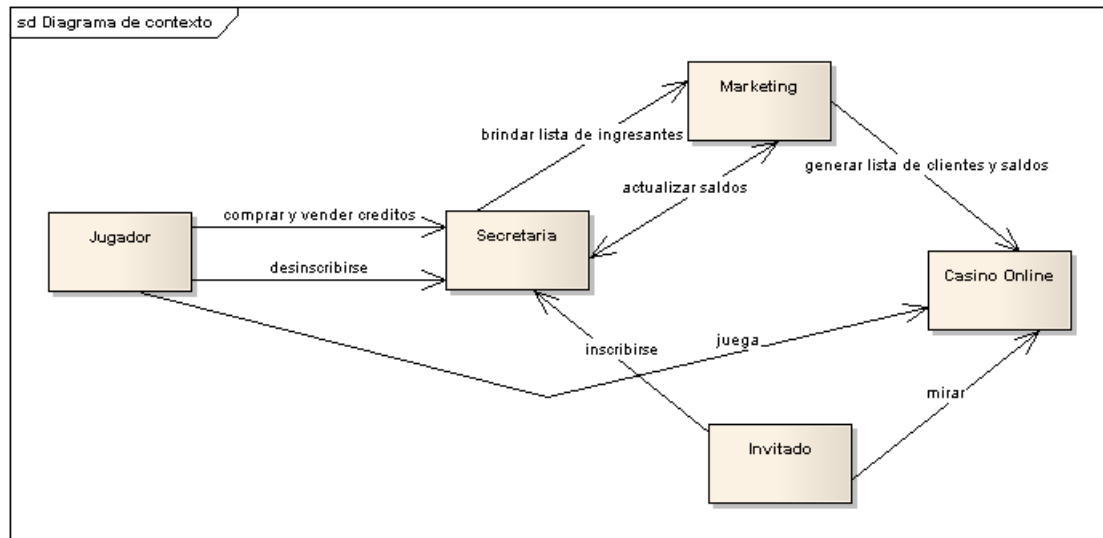 sd Diagrama de contexto
Marketing
brindar lista de ingresantes
generar lista de clientes y saldos
actualizar saldos
comprar y vender creditos
Jugador
Secretaria
desinscribirse
Casino Online
inscribirse
juega
mirar
Invitado